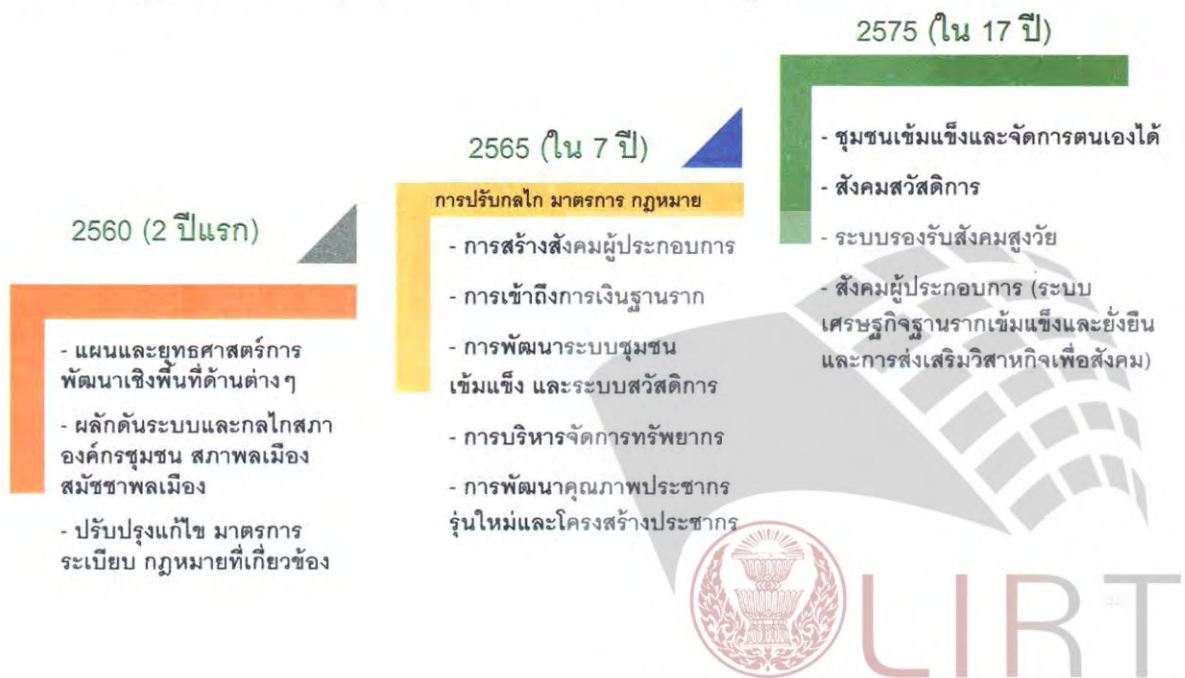 2560 (2 ปีแรก)
- แผนและยุทธศาสตร์การ
พัฒนาเชิงพื้นที่ด้านต่างๆ
- ผลักดันระบบและกลไกสภา
องค์กรชุมชน สภาพลเมือง
สมัชชาพลเมือง
- ปรับปรุงแก้ไข มาตรการ
ระเบียบ กฎหมายที่เกี่ยวข้อง
2565 (ใน 7 ปี)
การปรับกลไก มาตรการ กฎหมาย
- การสร้างสังคมผู้ประกอบการ
- การเข้าถึงการเงินฐานราก
- การพัฒนาระบบชุมชน
เข้มแข็ง และระบบสวัสดิการ
- การบริหารจัดการทรัพยากร
- การพัฒนาคุณภาพประชากร
รุ่นใหม่และโครงสร้างประชากร
2575 (ใน 17 ปี)
- ชุมชนเข้มแข็งและจัดการตนเองได้
- สังคมสวัสดิการ
- ระบบรองรับสังคมสูงวัย
- สังคมผู้ประกอบการ (ระบบ
เศรษฐกิจฐานรากเข้มแข็งและยั่งยืน
และการส่งเสริมวิสาหกิจเพื่อสังคม)
LIRT